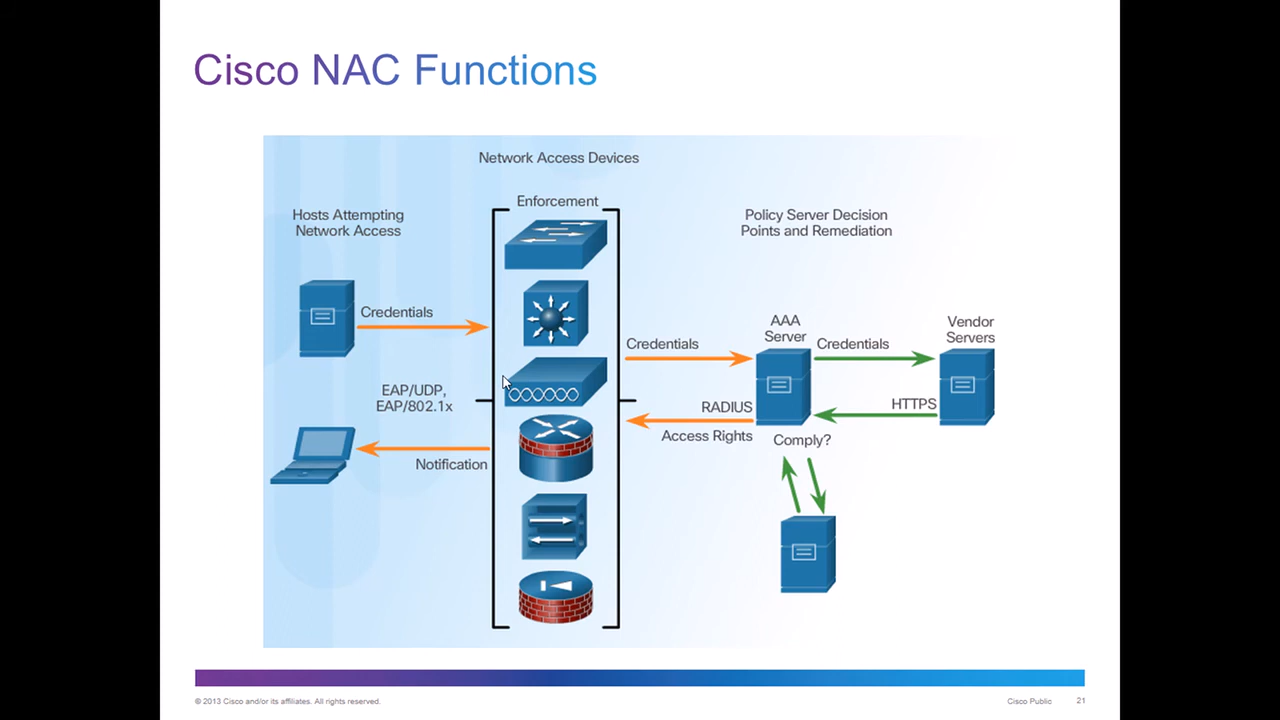 Cisco NAC Functions
Network Access Devices
Enforcement
Hosts Attempting
Network Access
Policy Server Decision
Points and Remediation
Credentials
AAA
Server
Vendor
Servers
Credentials
Credentials
EAP/UDP,
EAP/802.1x
RADIUS
HTTPS
Access Rights
Comply?
Notification
© 2013 Cisco and/or its affiliates. All rights reserved.
Cisco Public
21